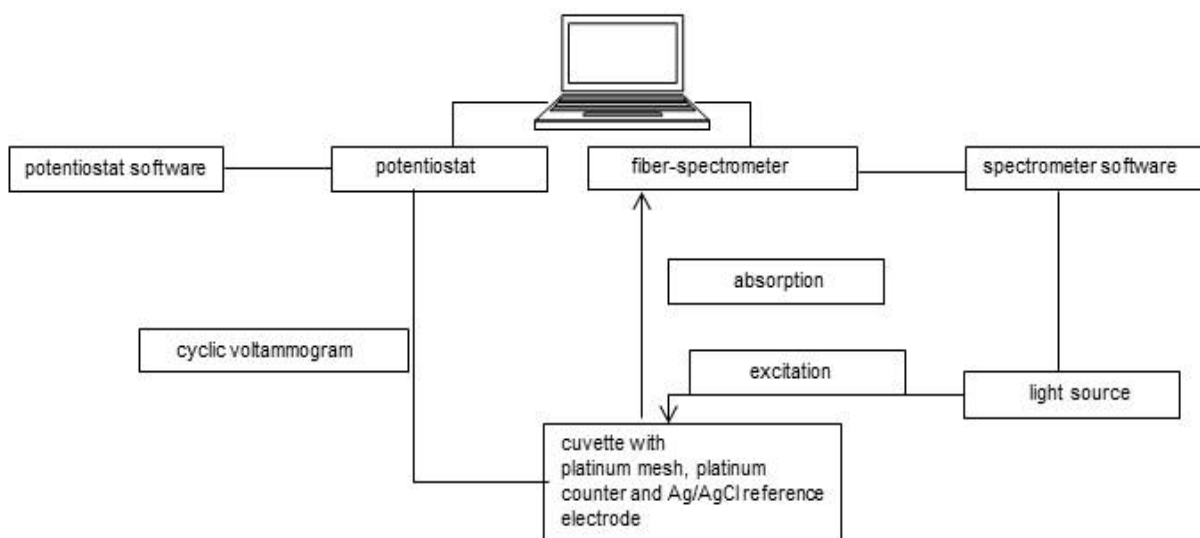 potentiostat software
potentiostat
fiber-spectrometer
spectrometer software
absorption
cyclic voltammogram
excitation
light source
cuvette with
platinum mesh, platinum
counter and Ag/AgCl reference
electrode